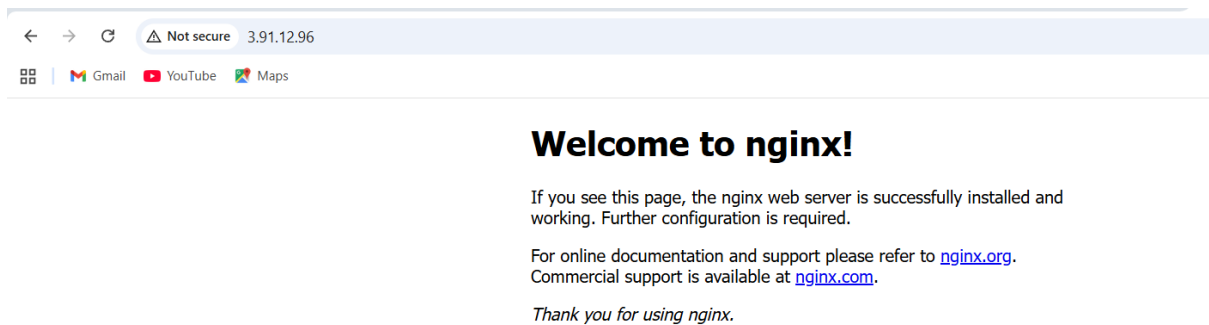 Not secure 3.91.12.96
Gmail YouTube Maps
Welcome to nginx!
If you see this page, the nginx web server is successfully installed and
working. Further configuration is required.
For online documentation and support please refer to nginx.org.
Commercial support is available at nginx.com.
Thank you for using nginx.